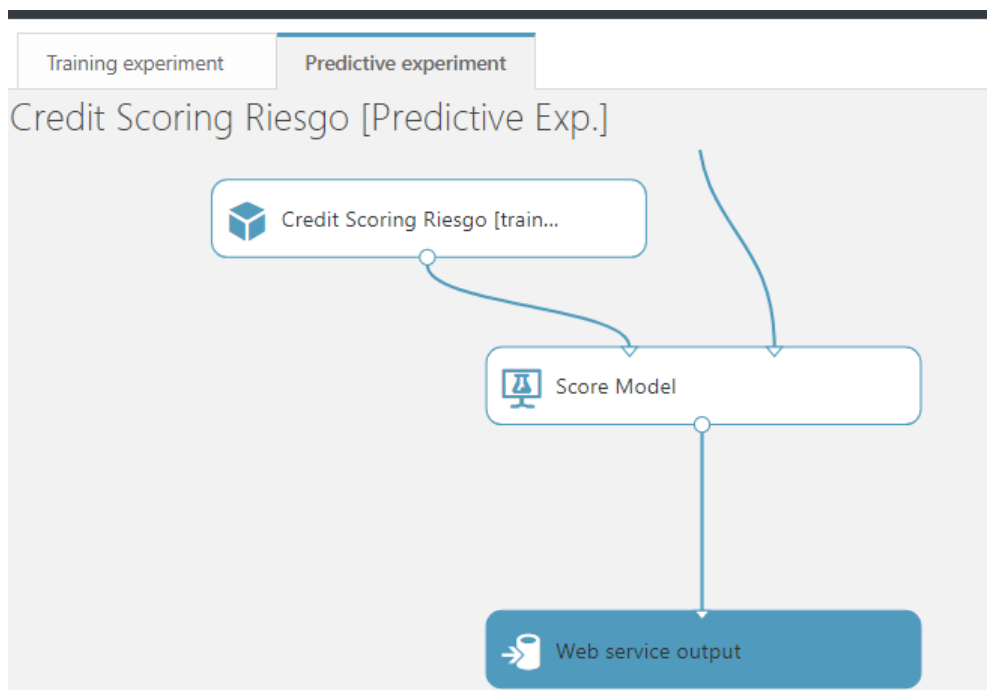 Training experiment
Predictive experiment
Credit Scoring Riesgo [Predictive Exp.]
Credit Scoring Riesgo [train...
Score Model
Web service output